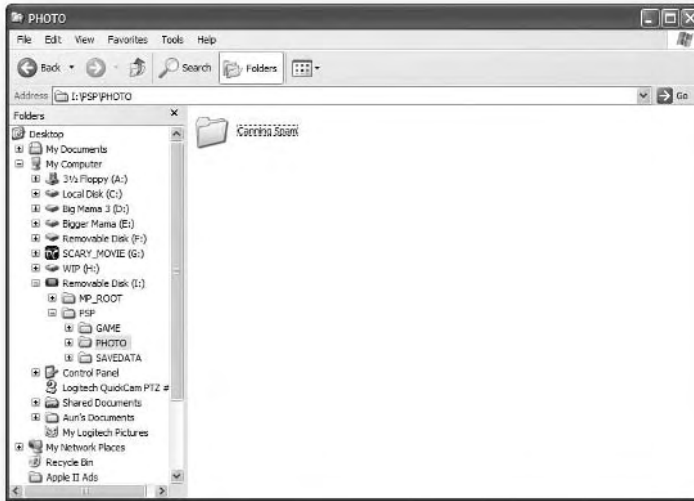 PHOTO
File Edit View Favorites Tools Help
Back Search Folders
Address I:\PSP\PHOTO Go
Folders
Desktop
My Documents
My Computer
3½ Floppy (A:)
Local Disk (C:)
Big Mama 3 (D:)
Bigger Mama (E:)
Removable Disk (F:)
SCARY_MOVIE (G:)
WIP (H:)
Removable Disk (I:)
MP_ROOT
PSP
GAME
PHOTO
SAVEDATA
Control Panel
Logitech QuickCam PTZ #
Shared Documents
Auri's Documents
My Logitech Pictures
My Network Places
Recycle Bin
Apple II Ads
Canning Spam